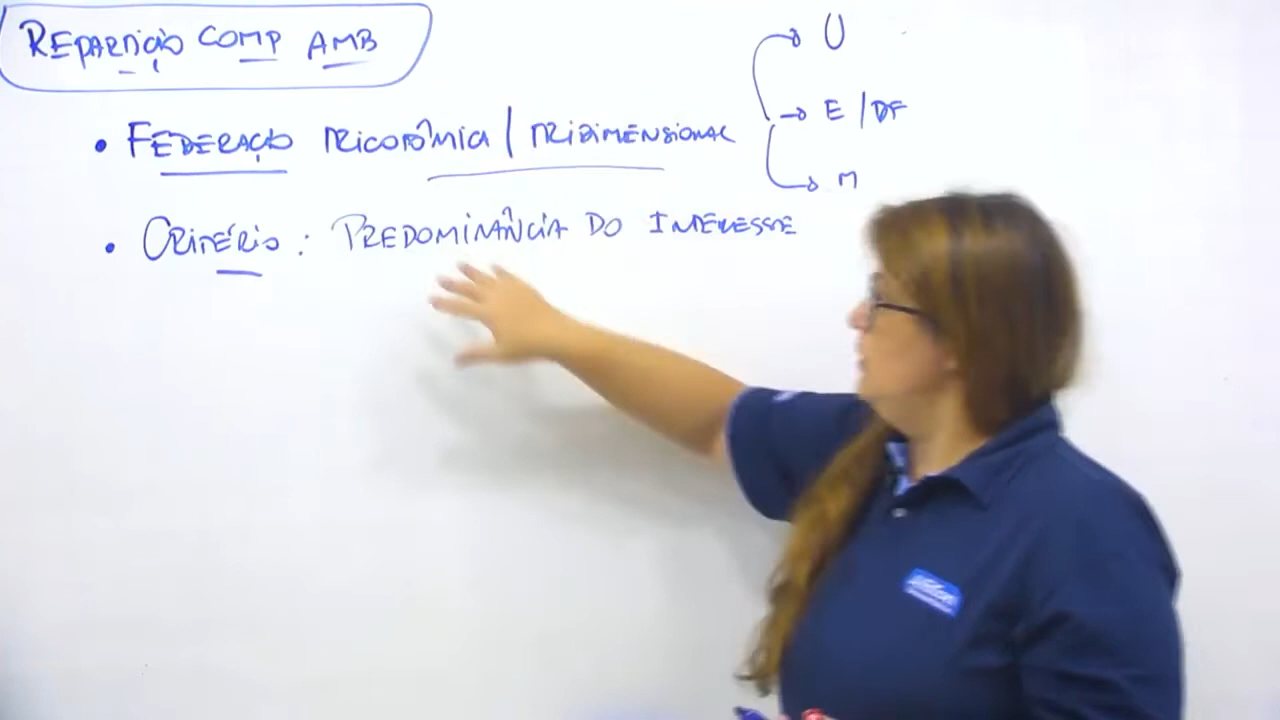 REPARTIÇÃO COMP AMB
U
• FEDERAÇÃO TRICOTÔMICA / TRIDIMENSIONAL
E / DF
M
• CRITÉRIO: PREDOMINÂNCIA DO INTERESSE